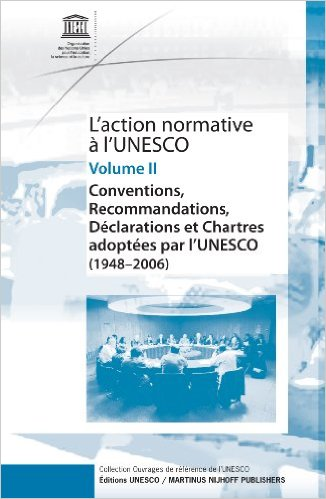 Organisation
des Nations Unies
pour l'éducation,
la science et la culture
L'action normative
à l'UNESCO
Volume II
Conventions,
Recommandations,
Déclarations et Chartres
adoptées par l'UNESCO
(1948–2006)
Collection Ouvrages de référence de l'UNESCO
Éditions UNESCO / MARTINUS NIJHOFF PUBLISHERS